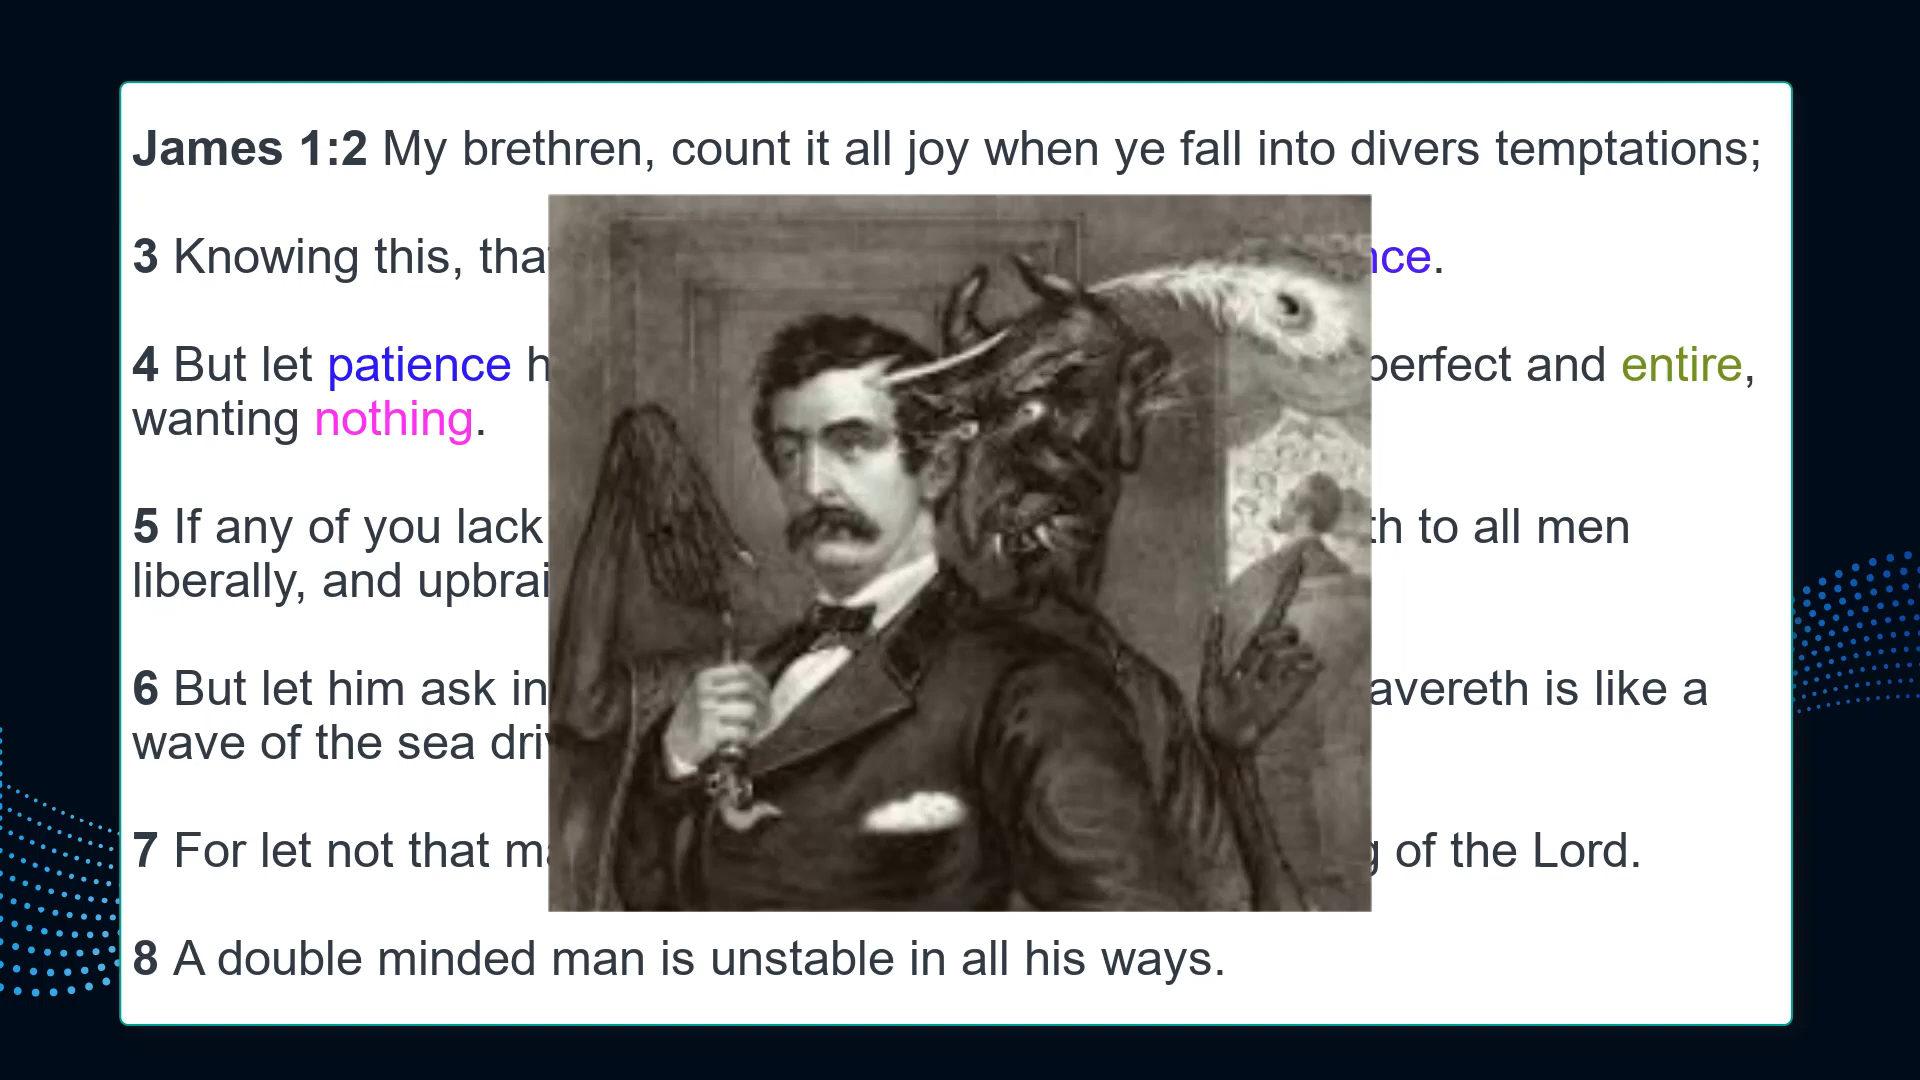 James 1:2 My brethren, count it all joy when ye fall into divers temptations;
3 Knowing this, nce.
4 But let patience perfect and entire,
wanting nothing.
5 If any of you lack th to all men
liberally, and
6 But let him ask in avereth is like a
wave of the sea
7 For let not that of the Lord.
8 A double minded man is unstable in all his ways.